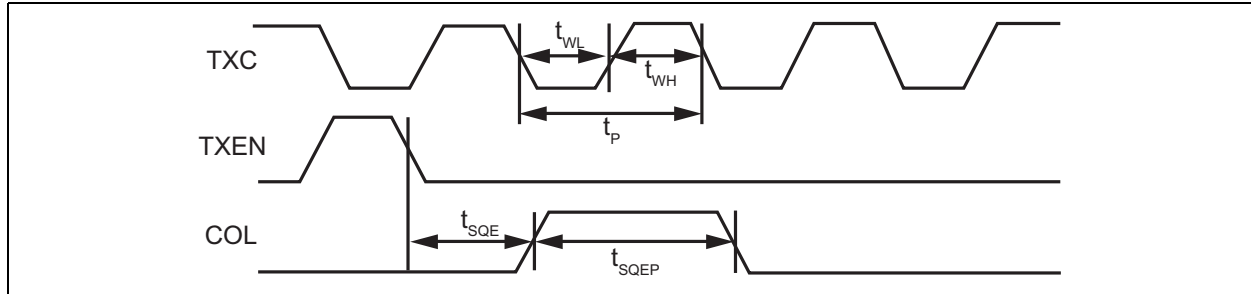 TXC
t_WL
t_WH
t_P
TXEN
COL
t_SQE
t_SQEP